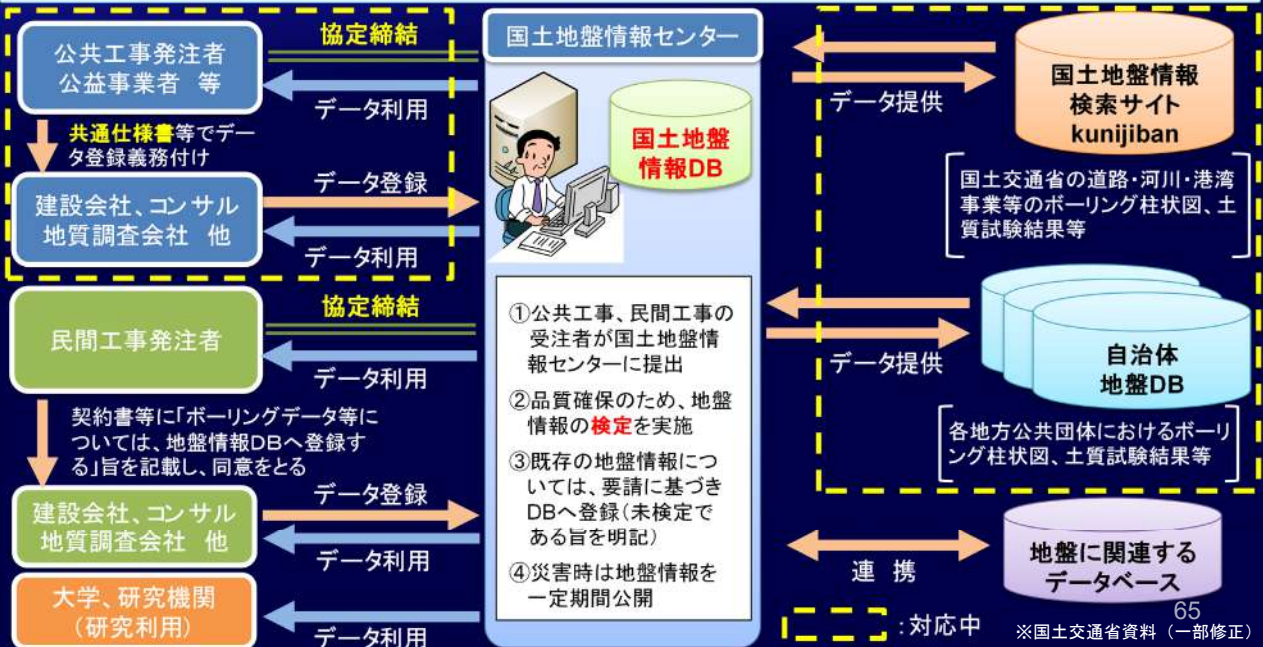 公共工事発注者
公益事業者 等
共通仕様書等でデー
タ登録義務付け
建設会社、コンサル
地質調査会社 他
協定締結
データ利用
データ登録
データ利用
民間工事発注者
協定締結
データ利用
契約書等に「ボーリングデータ等に
ついては、地盤情報DBへ登録す
る」旨を記載し、同意をとる
建設会社、コンサル
地質調査会社 他
データ登録
データ利用
大学、研究機関
(研究利用)
データ利用
国土地盤情報センター
国土地盤
情報DB
①公共工事、民間工事の
受注者が国土地盤情
報センターに提出
②品質確保のため、地盤
情報の検定を実施
③既存の地盤情報につ
いては、要請に基づき
DBへ登録(未検定で
ある旨を明記)
④災害時は地盤情報を
一定期間公開
データ提供
国土地盤情報
検索サイト
kunijiban
国土交通省の道路・河川・港湾
事業等のボーリング柱状図、土
質試験結果等
データ提供
自治体
地盤DB
各地方公共団体におけるボーリ
ング柱状図、土質試験結果等
連 携
地盤に関連する
データベース
:対応中
65
※国土交通省資料(一部修正)